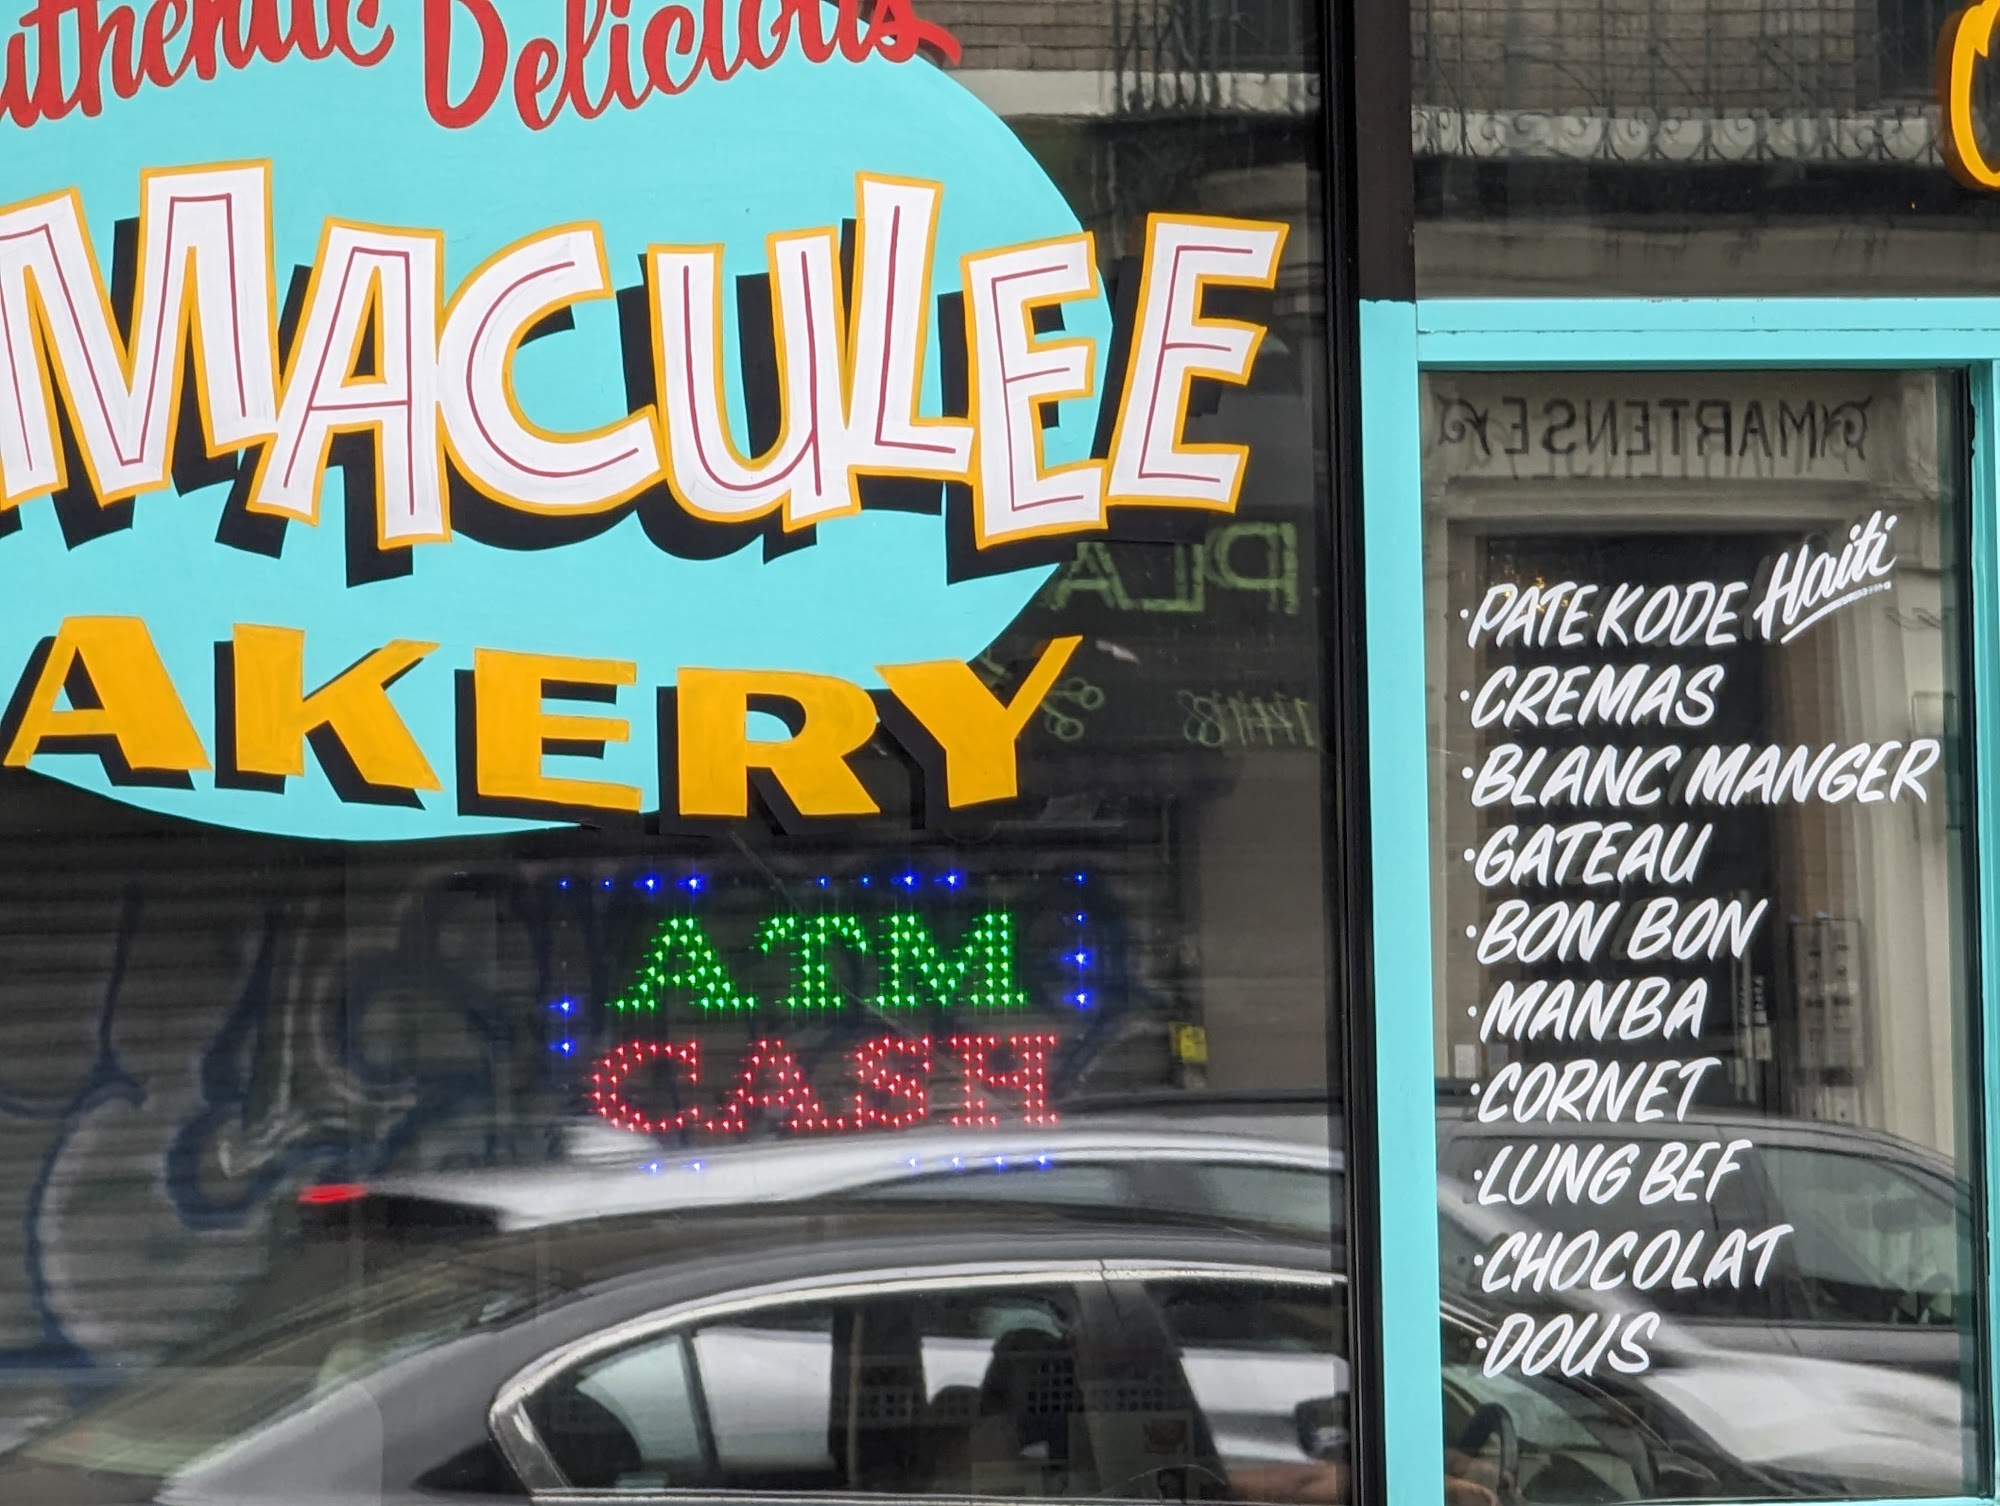 uthentic Delicious
MACULEE
AKERY
ATM
CASH
MARTENSE
PLA
· PATE KODE Haiti
· CREMAS
· BLANC MANGER
· GATEAU
· BON BON
· MANBA
· CORNET
· LUNG BEF
· CHOCOLAT
· DOUS